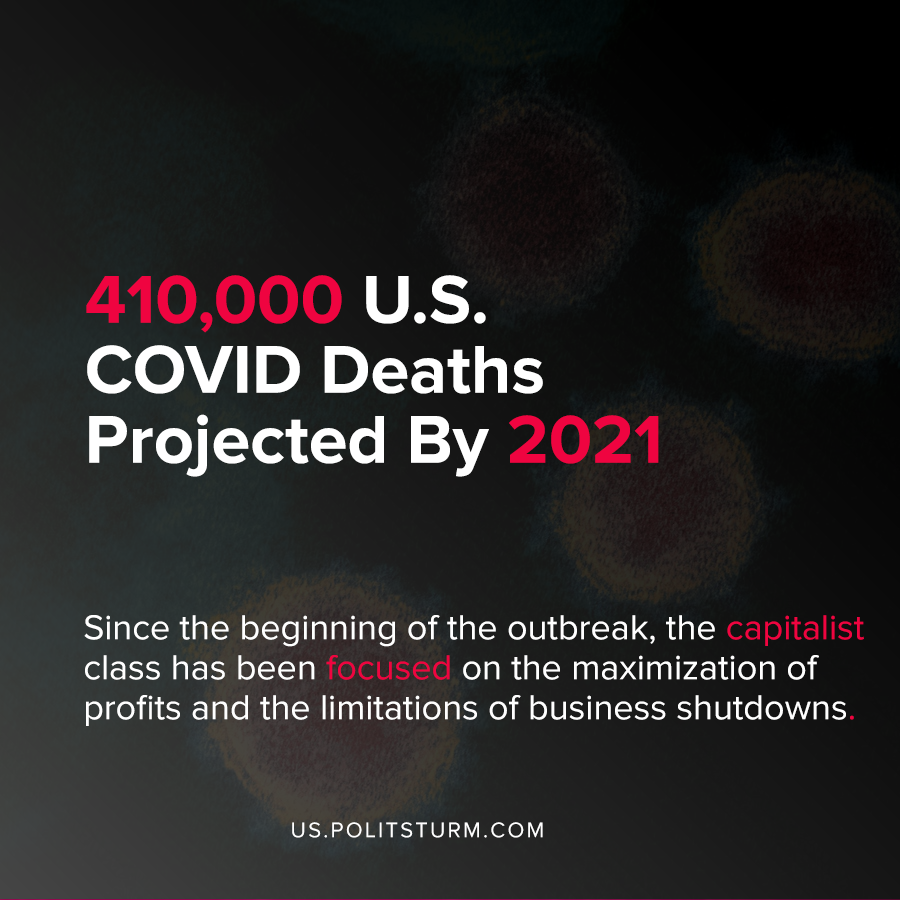 410,000 U.S.
COVID Deaths
Projected By 2021
Since the beginning of the outbreak, the capitalist
class has been focused on the maximization of
profits and the limitations of business shutdowns.
US.POLITSTURM.COM